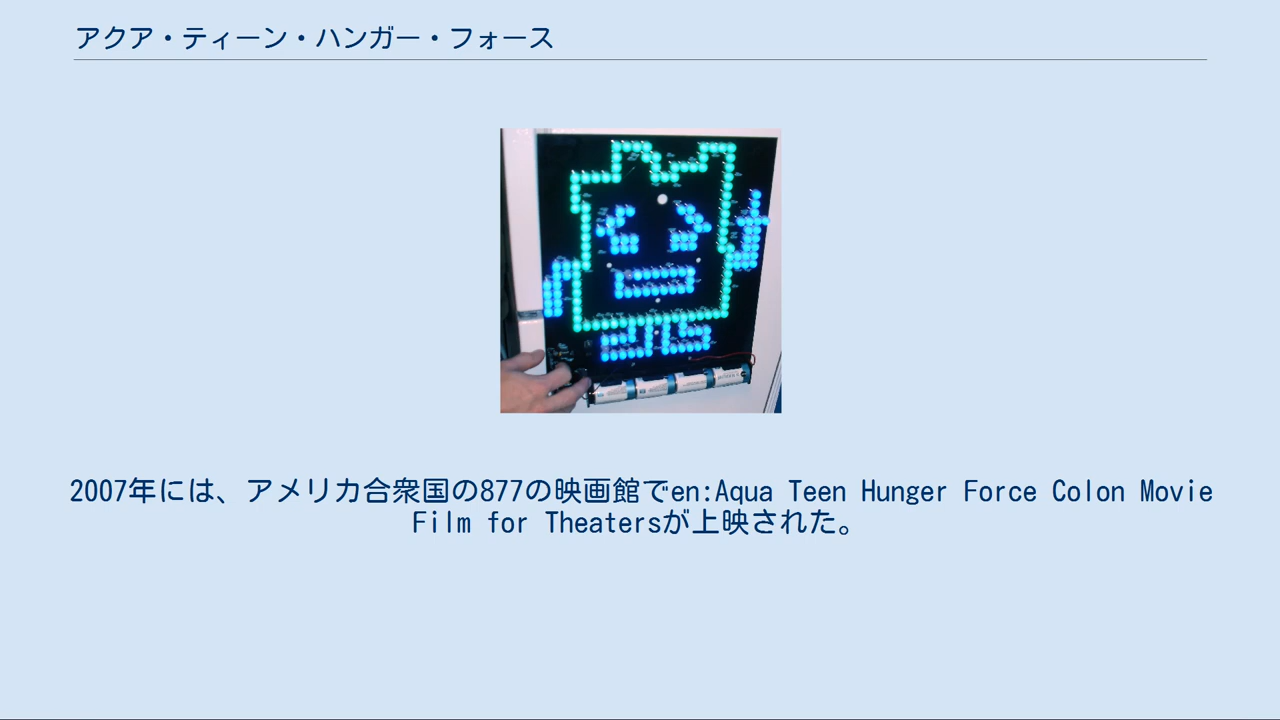 アクア・ティーン・ハンガー・フォース
2007年には、アメリカ合衆国の877の映画館でen:Aqua Teen Hunger Force Colon Movie
Film for Theatersが上映された。